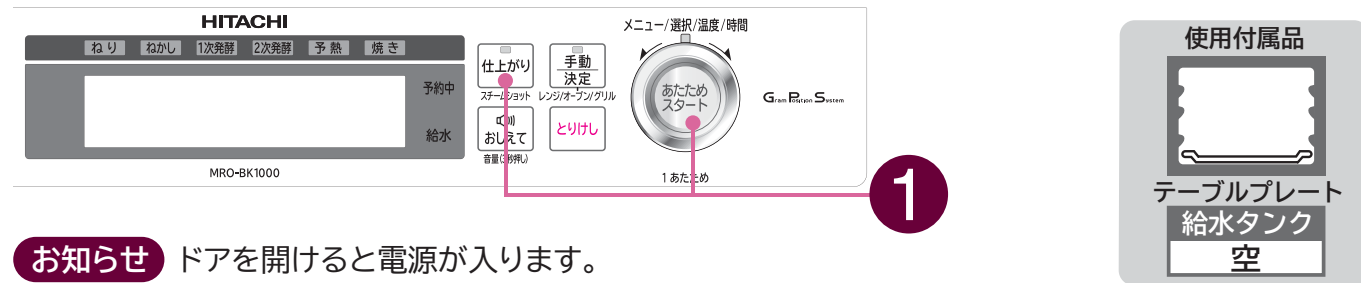 HITACHI
ねり ねかし 1次発酵 2次発酵 予熱 焼き
予約中
給水
MRO-BK1000
仕上がり
スチームショット
手動
決定
レンジ/オーブン/グリル
おしえて
音量(3秒押し)
とりけし
メニュー/選択/温度/時間
あたため
スタート
1 あたため
Gram Position System
1
お知らせ ドアを開けると電源が入ります。
使用付属品
テーブルプレート
給水タンク
空